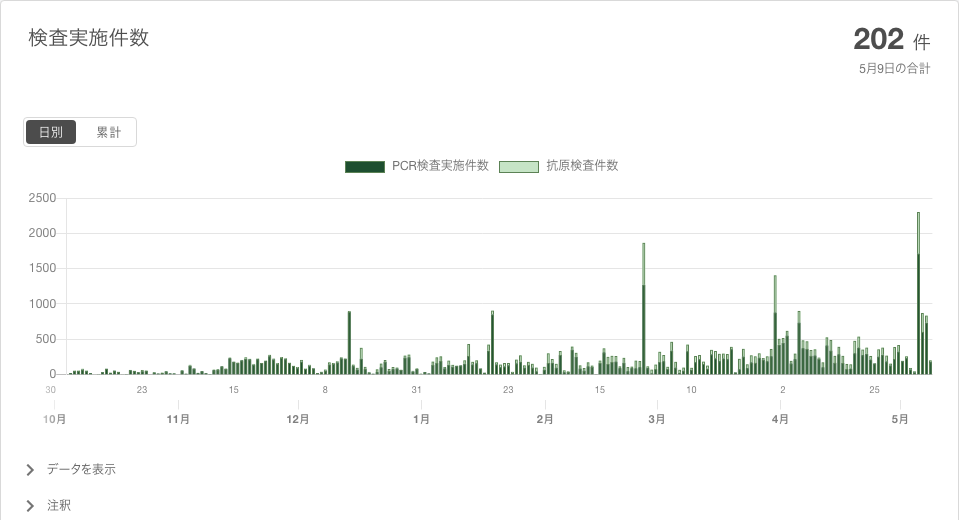 検査実施件数
202 件
5月9日の合計
日別 累計
PCR検査実施件数 抗原検査件数
2500
2000
1500
1000
500
0
30 23 15 8 31 23 15 10 2 25
10月 11月 12月 1月 2月 3月 4月 5月
データを表示
注釈